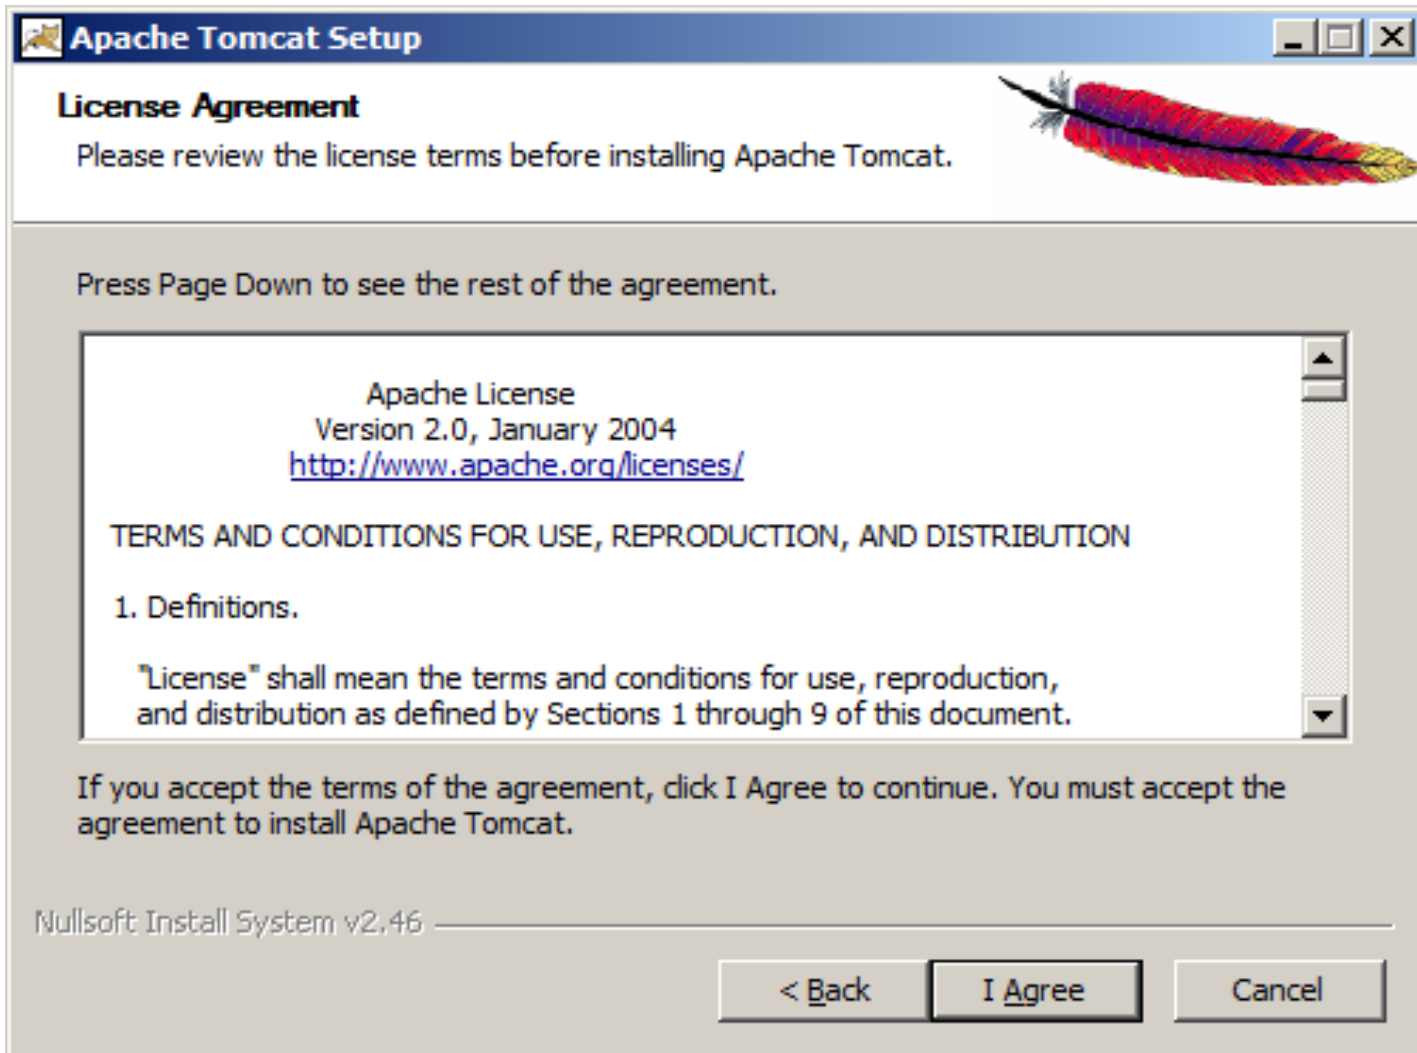 Apache Tomcat Setup
License Agreement
Please review the license terms before installing Apache Tomcat.
Press Page Down to see the rest of the agreement.
Apache License
Version 2.0, January 2004
http://www.apache.org/licenses/
TERMS AND CONDITIONS FOR USE, REPRODUCTION, AND DISTRIBUTION
1. Definitions.
"License" shall mean the terms and conditions for use, reproduction,
and distribution as defined by Sections 1 through 9 of this document.
If you accept the terms of the agreement, click I Agree to continue. You must accept the
agreement to install Apache Tomcat.
Nullsoft Install System v2.46
< Back I Agree Cancel